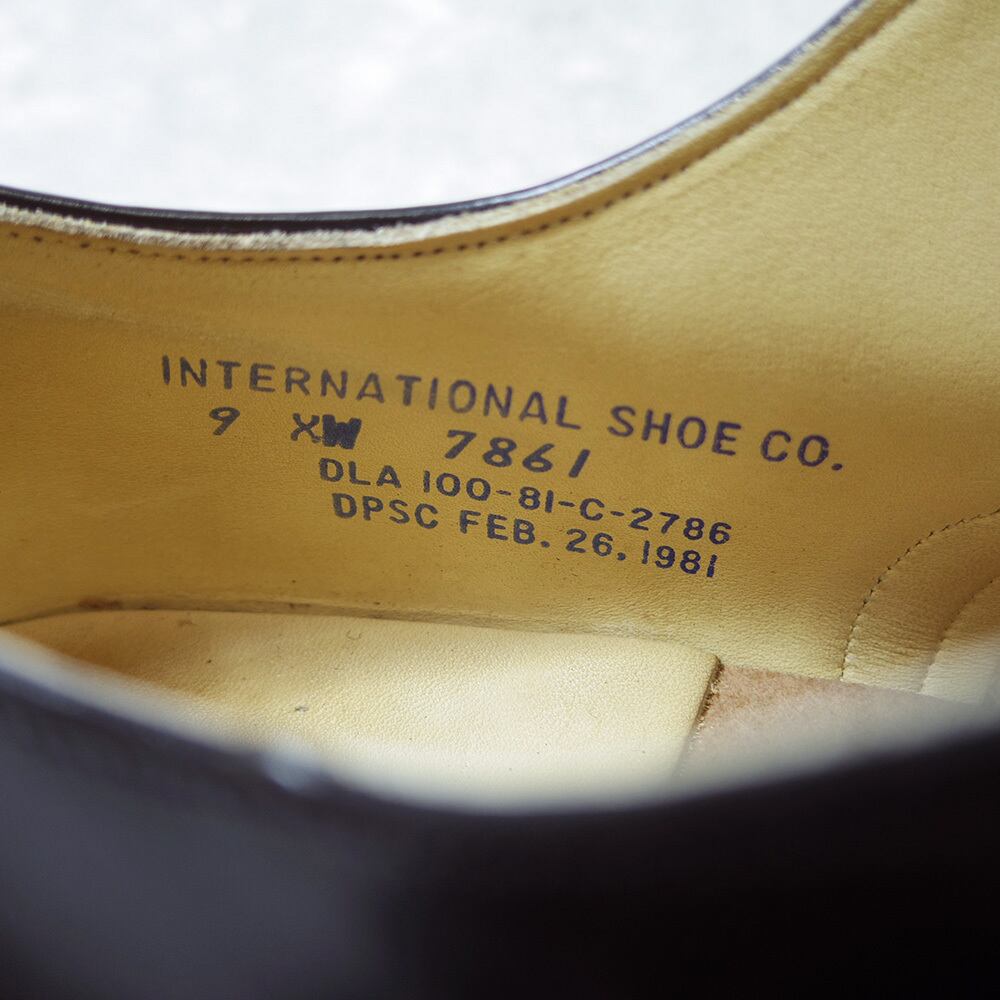 INTERNATIONAL SHOE CO.
9 XW 7861
DLA 100-81-C-2786
DPSC FEB. 26, 1981